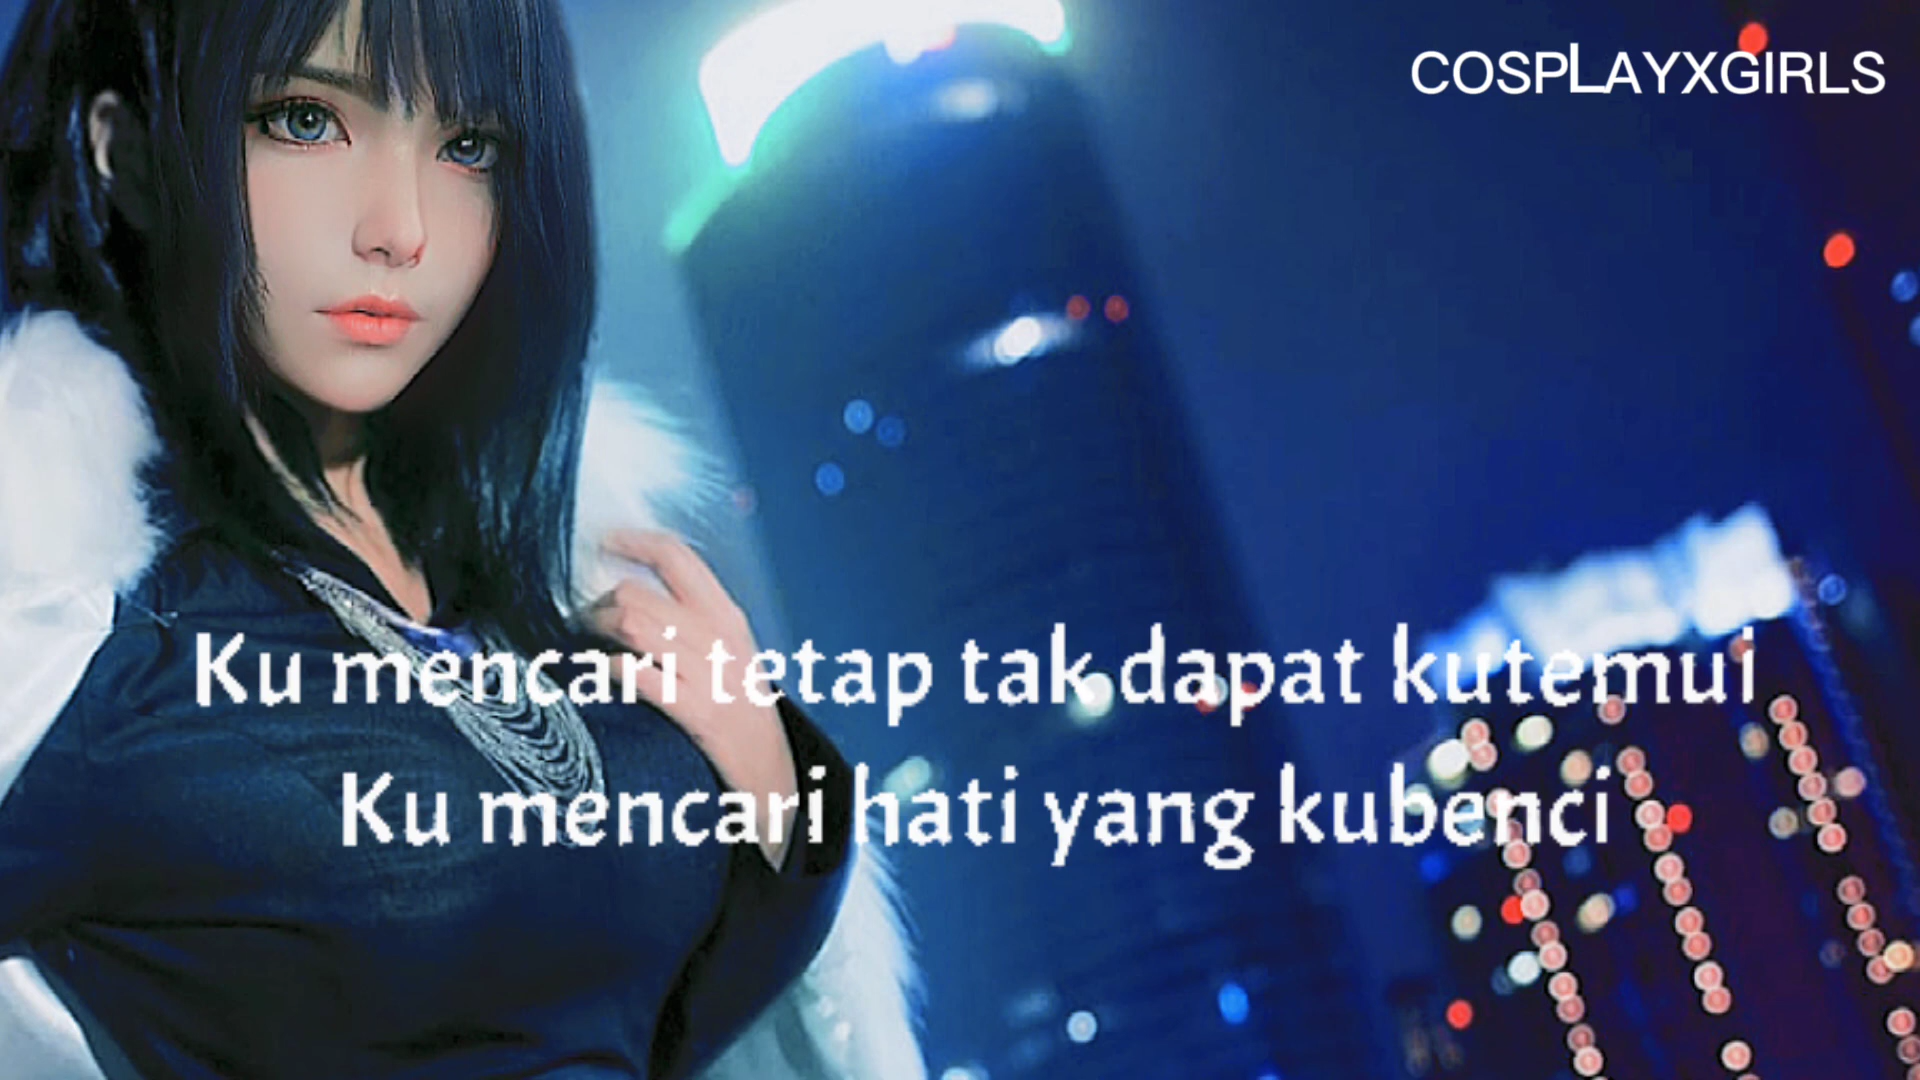 COSPLAYXGIRLS
Ku mencari tetap tak dapat kutemui
Ku mencari hati yang kubenci